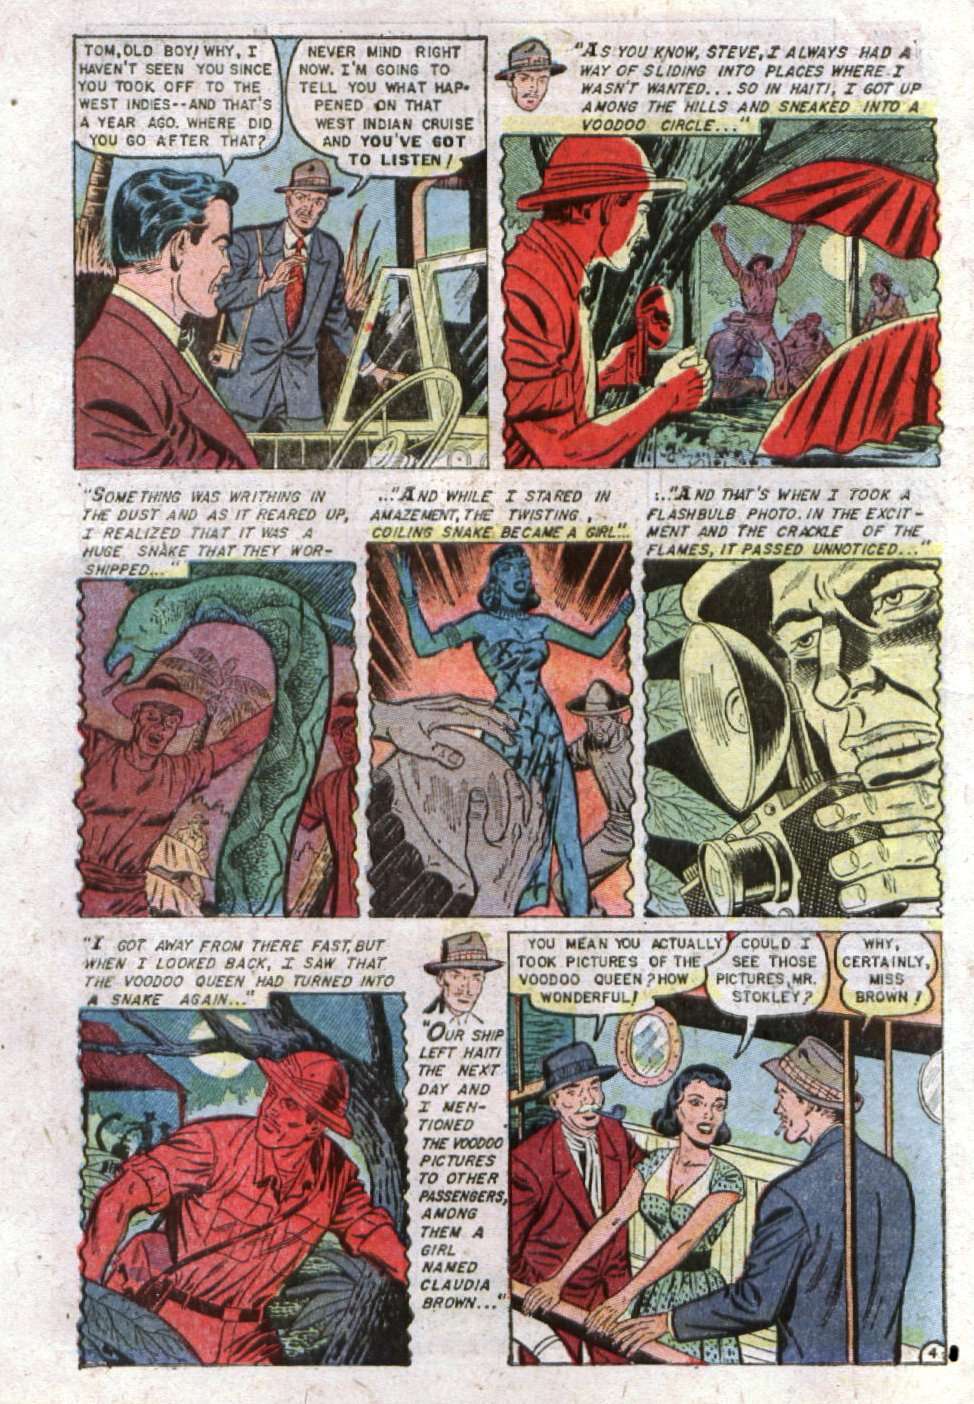 TOM, OLD BOY! WHY, I
HAVEN'T SEEN YOU SINCE
YOU TOOK OFF TO THE
WEST INDIES--AND THAT'S
A YEAR AGO. WHERE DID
YOU GO AFTER THAT?
NEVER MIND RIGHT
NOW. I'M GOING TO
TELL YOU WHAT HAP-
PENED ON THAT
WEST INDIAN CRUISE
AND YOU'VE GOT
TO LISTEN!
"AS YOU KNOW, STEVE, I ALWAYS HAD A
WAY OF SLIDING INTO PLACES WHERE I
WASN'T WANTED... SO IN HAITI, I GOT UP
AMONG THE HILLS AND SNEAKED INTO A
VOODOO CIRCLE..."
"SOMETHING WAS WRITHING IN
THE DUST AND AS IT REARED UP,
I REALIZED THAT IT WAS A
HUGE SNAKE THAT THEY WOR-
SHIPPED..."
..."AND WHILE I STARED IN
AMAZEMENT, THE TWISTING,
COILING SNAKE BECAME A GIRL...
..."AND THAT'S WHEN I TOOK A
FLASHBULB PHOTO. IN THE EXCIT-
MENT AND THE CRACKLE OF THE
FLAMES, IT PASSED UNNOTICED..."
"I GOT AWAY FROM THERE FAST, BUT
WHEN I LOOKED BACK, I SAW THAT
THE VOODOO QUEEN HAD TURNED INTO
A SNAKE AGAIN..."
"OUR SHIP
LEFT HAITI
THE NEXT
DAY AND
I MEN-
TIONED
THE VOODOO
PICTURES
TO OTHER
PASSENGERS,
AMONG
THEM A
GIRL
NAMED
CLAUDIA
BROWN..."
YOU MEAN YOU ACTUALLY
TOOK PICTURES OF THE
VOODOO QUEEN? HOW
WONDERFUL!
COULD I
SEE THOSE
PICTURES, MR.
STOKLEY?
WHY,
CERTAINLY,
MISS
BROWN!
4